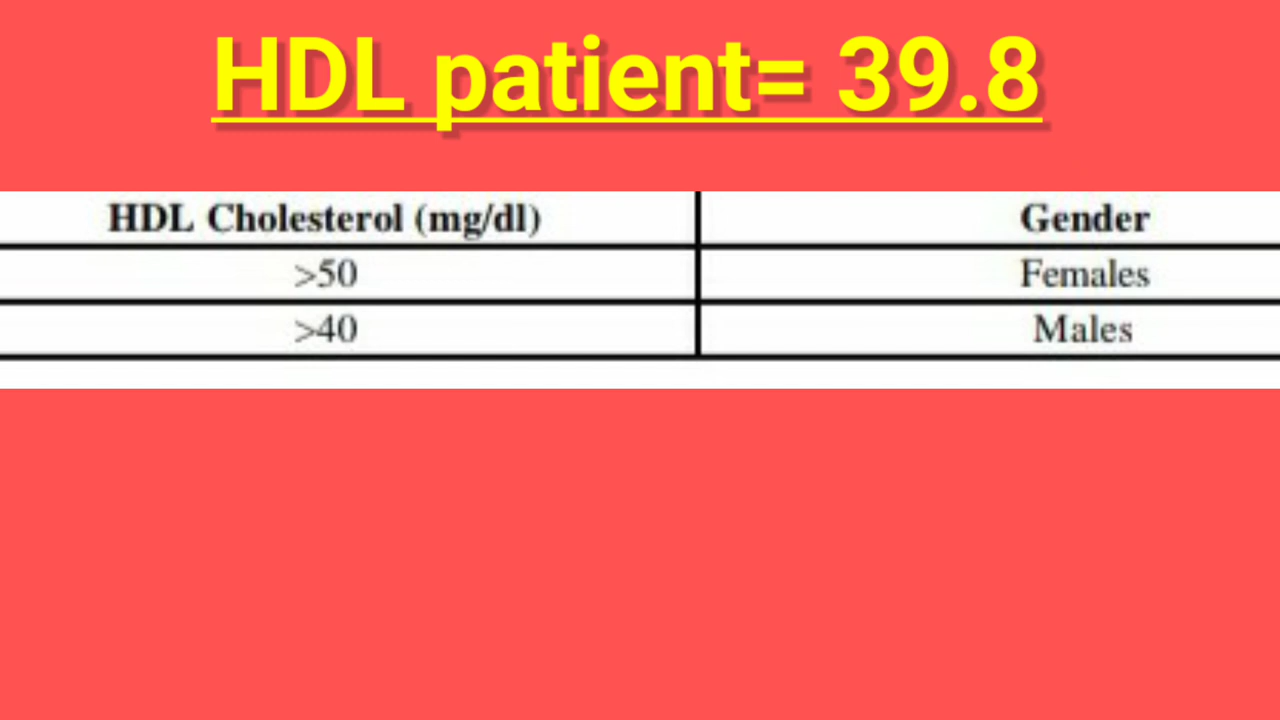 HDL patient= 39.8
HDL Cholesterol (mg/dl) Gender
>50 Females
>40 Males